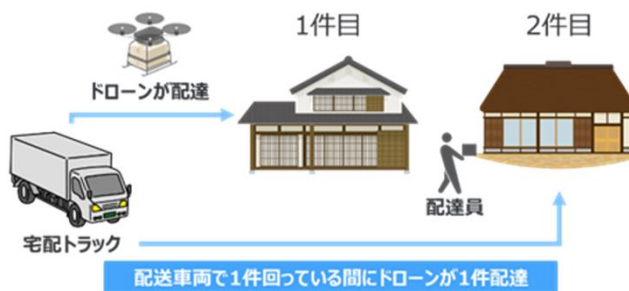 1件目
2件目
ドローンが配達
配達員
宅配トラック
配送車両で1件回っている間にドローンが1件配達